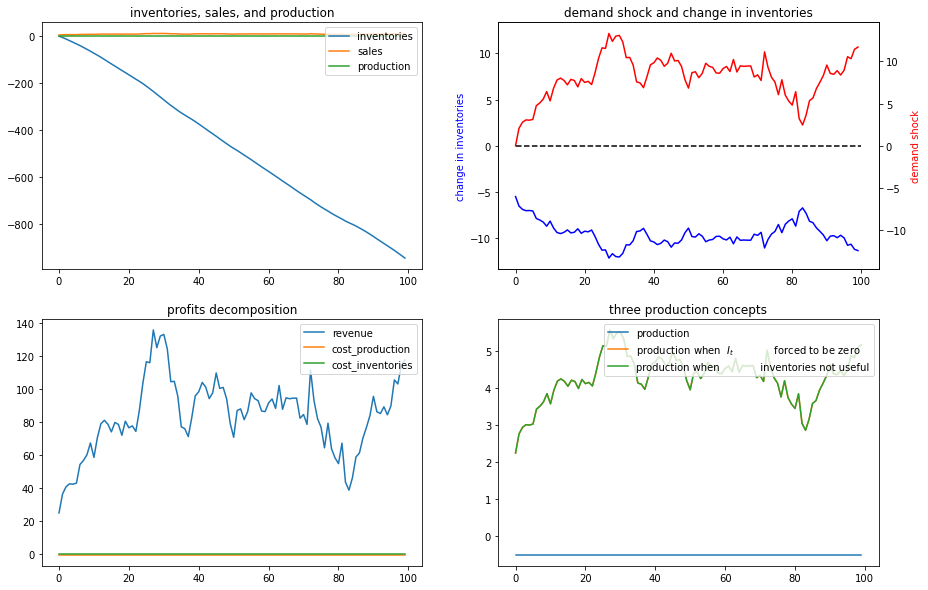 inventories, sales, and production
inventories
sales
production
0
−200
−400
−600
−800
0 20 40 60 80 100
demand shock and change in inventories
change in inventories
10
5
0
−5
−10
10
5
0
−5
−10
demand shock
0 20 40 60 80 100
profits decomposition
revenue
cost_production
cost_inventories
140
120
100
80
60
40
20
0
0 20 40 60 80 100
three production concepts
production
production when I_t forced to be zero
production when inventories not useful
5
4
3
2
1
0
0 20 40 60 80 100